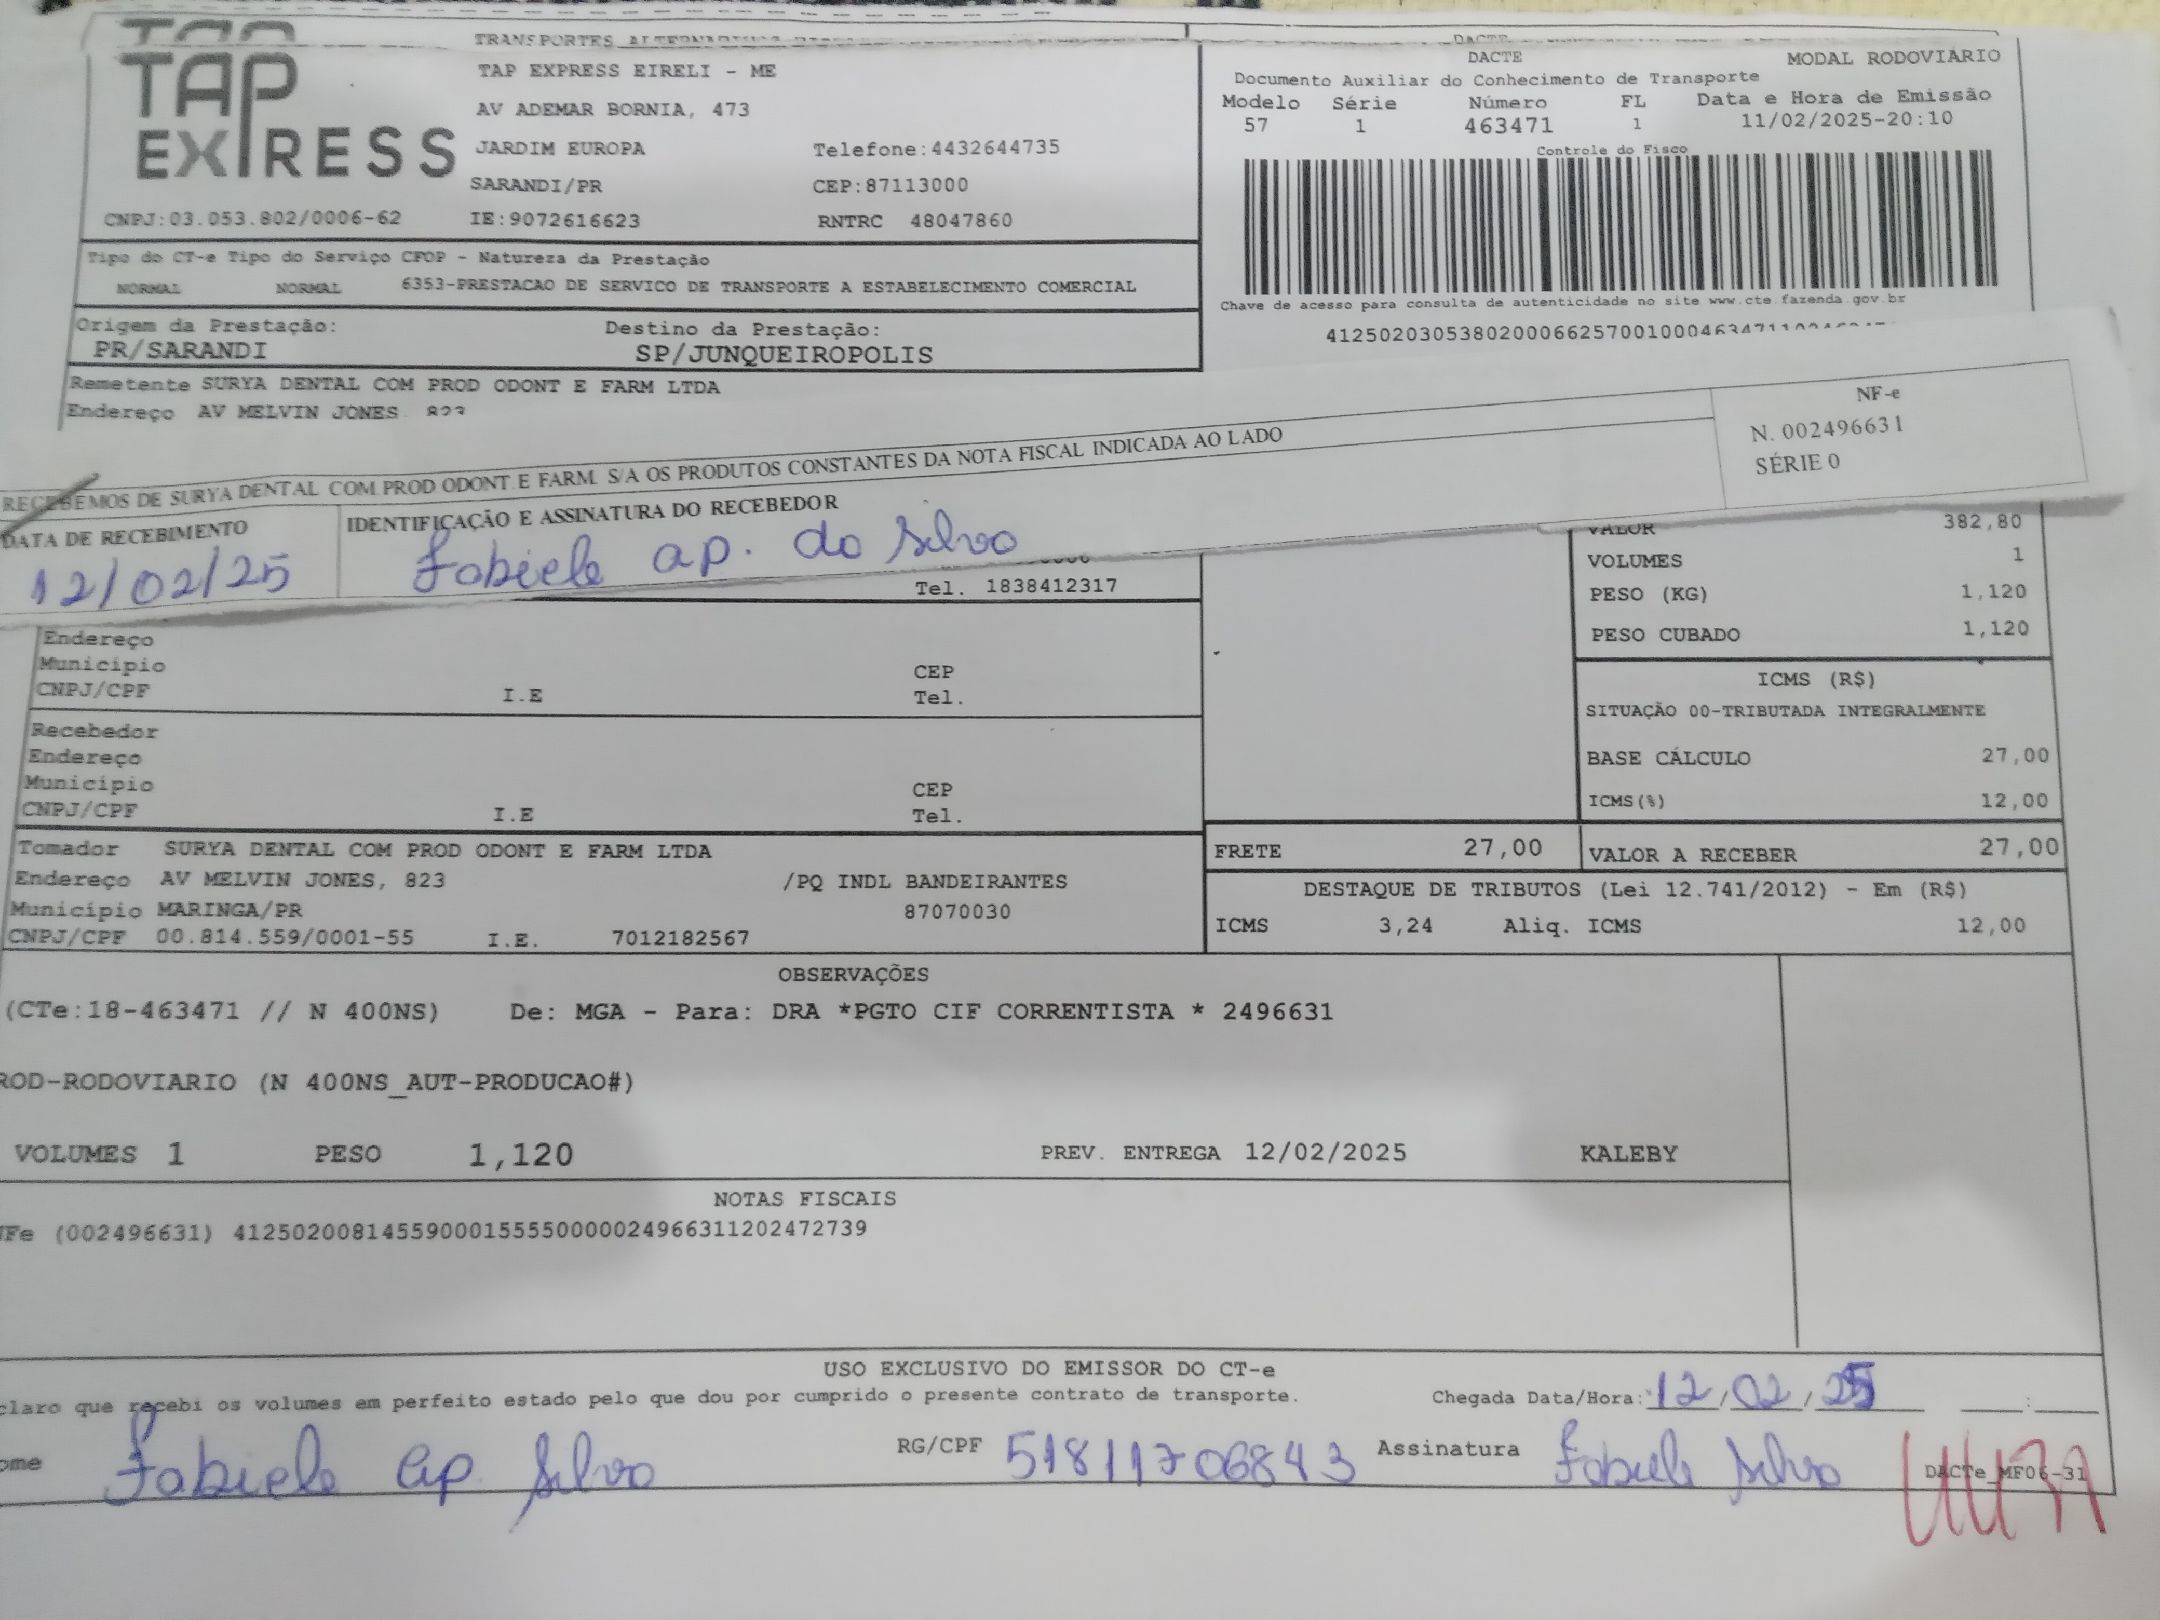 TAP
EXPRESS
TAP EXPRESS EIRELI - ME
AV ADEMAR BORNIA, 473
JARDIM EUROPA Telefone:4432644735
SARANDI/PR CEP:87113000
CNPJ:03.053.802/0006-62 IE:9072616623 RNTRC 48047860
DACTE MODAL RODOVIÁRIO
Documento Auxiliar do Conhecimento de Transporte
Modelo Série Número FL Data e Hora de Emissão
57 1 463471 1 11/02/2025-20:10
Controle do Fisco
Chave de acesso para consulta de autenticidade no site www.cte.fazenda.gov.br
Tipo do CT-e Tipo do Serviço CFOP - Natureza da Prestação
NORMAL NORMAL 6353-PRESTACAO DE SERVICO DE TRANSPORTE A ESTABELECIMENTO COMERCIAL
Origem da Prestação: Destino da Prestação:
PR/SARANDI SP/JUNQUEIROPOLIS
Remetente SURYA DENTAL COM PROD ODONT E FARM LTDA
Endereço AV MELVIN JONES 823
RECEBEMOS DE SURYA DENTAL COM.PROD ODONT.E FARM. S/A OS PRODUTOS CONSTANTES DA NOTA FISCAL INDICADA AO LADO
NF-e
N. 002496631
SÉRIE 0
DATA DE RECEBIMENTO IDENTIFICAÇÃO E ASSINATURA DO RECEBEDOR
12/02/25 Fabiele ap. da Silva
Tel. 1838412317
VALOR 382,80
VOLUMES 1
PESO (KG) 1,120
PESO CUBADO 1,120
Endereço
Município CEP
CNPJ/CPF I.E Tel.
ICMS (R$)
SITUAÇÃO 00-TRIBUTADA INTEGRALMENTE
BASE CÁLCULO 27,00
ICMS(%) 12,00
Recebedor
Endereço
Município CEP
CNPJ/CPF I.E Tel.
FRETE 27,00 VALOR A RECEBER 27,00
Tomador SURYA DENTAL COM PROD ODONT E FARM LTDA
Endereço AV MELVIN JONES, 823 /PQ INDL BANDEIRANTES
Município MARINGA/PR 87070030
CNPJ/CPF 00.814.559/0001-55 I.E. 7012182567
DESTAQUE DE TRIBUTOS (Lei 12.741/2012) - Em (R$)
ICMS 3,24 Aliq. ICMS 12,00
OBSERVAÇÕES
(CTe:18-463471 // N 400NS) De: MGA - Para: DRA *PGTO CIF CORRENTISTA * 2496631
ROD-RODOVIARIO (N 400NS_AUT-PRODUCAO#)
VOLUMES 1 PESO 1,120 PREV. ENTREGA 12/02/2025 KALEBY
NOTAS FISCAIS
Fe (002496631) 41250200814559000155550000024966311202472739
USO EXCLUSIVO DO EMISSOR DO CT-e
claro que recebi os volumes em perfeito estado pelo que dou por cumprido o presente contrato de transporte. Chegada Data/Hora: 12/02/25 :
ome Fabiele Ap Silva RG/CPF 51811706843 Assinatura Fabiele Silva
DACTe MF06-31